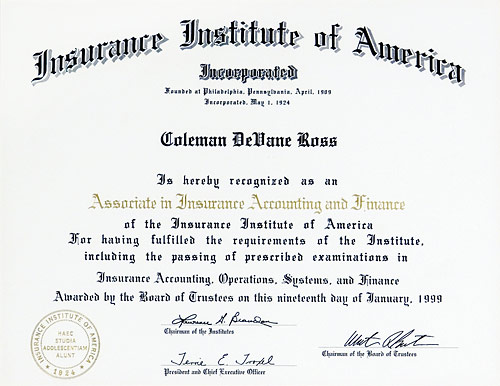 Insurance Institute of America
Incorporated
Founded at Philadelphia, Pennsylvania, April, 1909
Incorporated, May 1, 1924
Coleman DeVane Ross
Is hereby recognized as an
Associate in Insurance Accounting and Finance
of the Insurance Institute of America
For having fulfilled the requirements of the Institute,
including the passing of prescribed examinations in
Insurance Accounting, Operations, Systems, and Finance
Awarded by the Board of Trustees on this nineteenth day of January, 1999
Chairman of the Institutes
Chairman of the Board of Trustees
President and Chief Executive Officer
INSURANCE INSTITUTE OF AMERICA
HAEC
STUDIA
ADOLESCENTIAM
ALUNT
1924